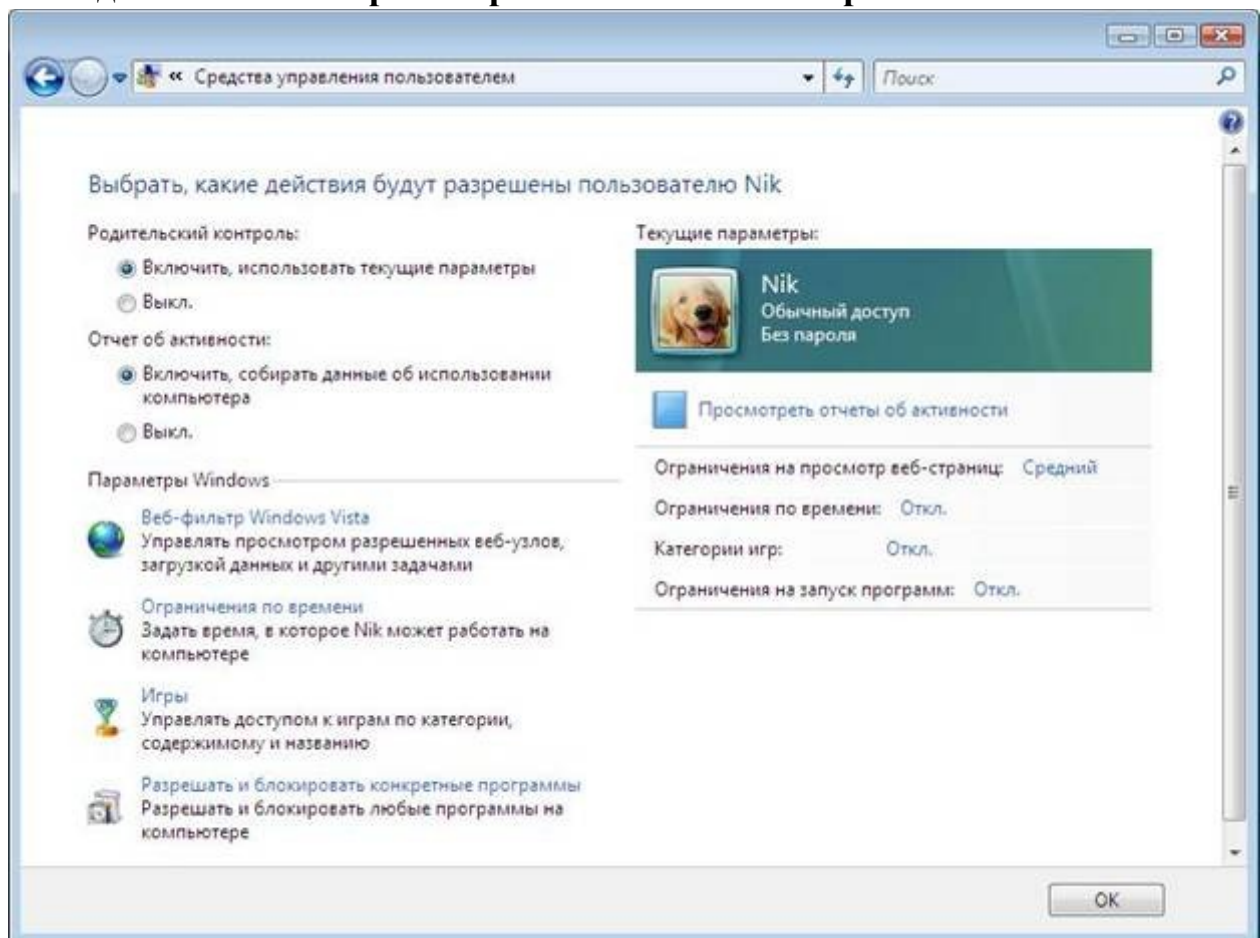 « Средства управления пользователем
Поиск
Выбрать, какие действия будут разрешены пользователю Nik
Родительский контроль:
Включить, использовать текущие параметры
Выкл.
Отчет об активности:
Включить, собирать данные об использовании
компьютера
Выкл.
Параметры Windows
Веб-фильтр Windows Vista
Управлять просмотром разрешенных веб-узлов,
загрузкой данных и другими задачами
Ограничения по времени
Задать время, в которое Nik может работать на
компьютере
Игры
Управлять доступом к играм по категории,
содержимому и названию
Разрешать и блокировать конкретные программы
Разрешать и блокировать любые программы на
компьютере
Текущие параметры:
Nik
Обычный доступ
Без пароля
Просмотреть отчеты об активности
Ограничения на просмотр веб-страниц: Средний
Ограничения по времени: Откл.
Категории игр: Откл.
Ограничения на запуск программ: Откл.
OK